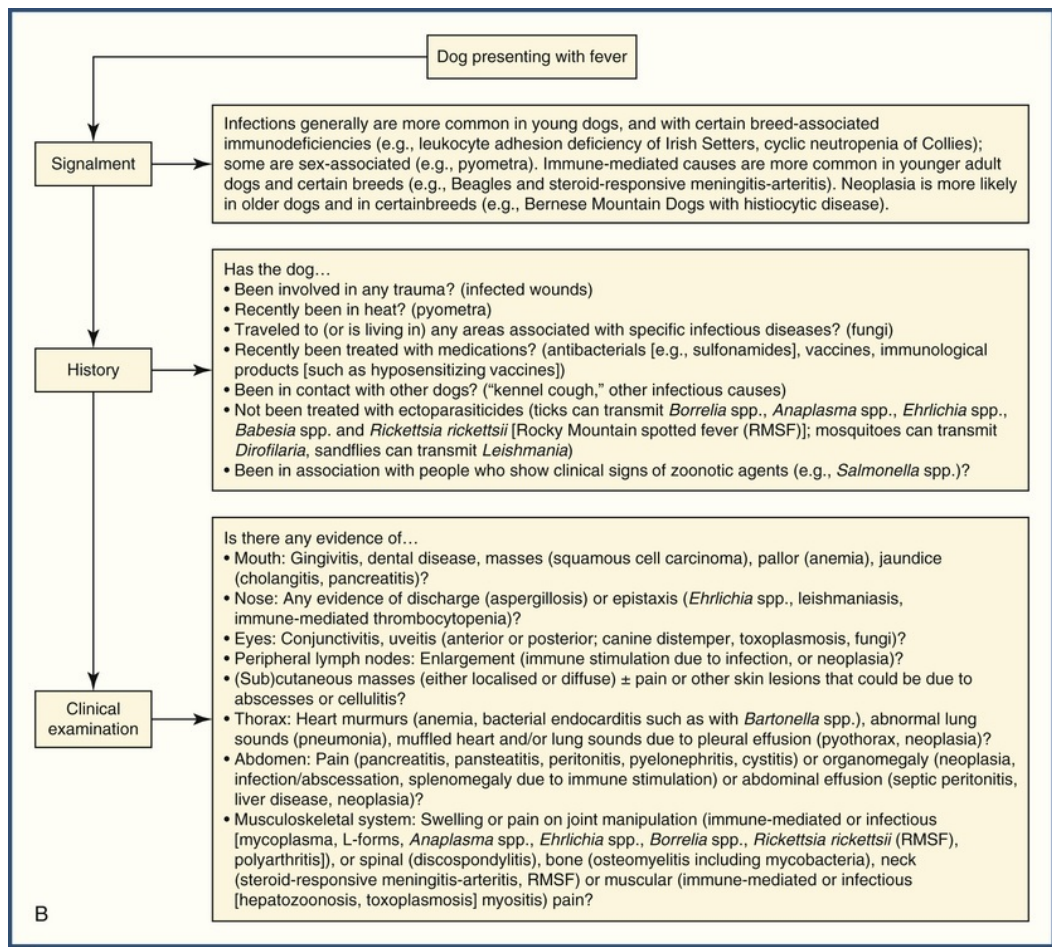 Dog presenting with fever
Signalment
Infections generally are more common in young dogs, and with certain breed-associated
immunodeficiencies (e.g., leukocyte adhesion deficiency of Irish Setters, cyclic neutropenia of Collies);
some are sex-associated (e.g., pyometra). Immune-mediated causes are more common in younger adult
dogs and certain breeds (e.g., Beagles and steroid-responsive meningitis-arteritis). Neoplasia is more likely
in older dogs and in certainbreeds (e.g., Bernese Mountain Dogs with histiocytic disease).
History
Has the dog…
• Been involved in any trauma? (infected wounds)
• Recently been in heat? (pyometra)
• Traveled to (or is living in) any areas associated with specific infectious diseases? (fungi)
• Recently been treated with medications? (antibacterials [e.g., sulfonamides], vaccines, immunological
products [such as hyposensitizing vaccines])
• Been in contact with other dogs? (“kennel cough,” other infectious causes)
• Not been treated with ectoparasiticides (ticks can transmit Borrelia spp., Anaplasma spp., Ehrlichia spp.,
Babesia spp. and Rickettsia rickettsii [Rocky Mountain spotted fever (RMSF)]; mosquitoes can transmit
Dirofilaria, sandflies can transmit Leishmania)
• Been in association with people who show clinical signs of zoonotic agents (e.g., Salmonella spp.)?
Clinical
examination
Is there any evidence of…
• Mouth: Gingivitis, dental disease, masses (squamous cell carcinoma), pallor (anemia), jaundice
(cholangitis, pancreatitis)?
• Nose: Any evidence of discharge (aspergillosis) or epistaxis (Ehrlichia spp., leishmaniasis,
immune-mediated thrombocytopenia)?
• Eyes: Conjunctivitis, uveitis (anterior or posterior; canine distemper, toxoplasmosis, fungi)?
• Peripheral lymph nodes: Enlargement (immune stimulation due to infection, or neoplasia)?
• (Sub)cutaneous masses (either localised or diffuse) ± pain or other skin lesions that could be due to
abscesses or cellulitis?
• Thorax: Heart murmurs (anemia, bacterial endocarditis such as with Bartonella spp.), abnormal lung
sounds (pneumonia), muffled heart and/or lung sounds due to pleural effusion (pyothorax, neoplasia)?
• Abdomen: Pain (pancreatitis, pansteatitis, peritonitis, pyelonephritis, cystitis) or organomegaly (neoplasia,
infection/abscessation, splenomegaly due to immune stimulation) or abdominal effusion (septic peritonitis,
liver disease, neoplasia)?
• Musculoskeletal system: Swelling or pain on joint manipulation (immune-mediated or infectious
[mycoplasma, L-forms, Anaplasma spp., Ehrlichia spp., Borrelia spp., Rickettsia rickettsii (RMSF),
polyarthritis]), or spinal (discospondylitis), bone (osteomyelitis including mycobacteria), neck
(steroid-responsive meningitis-arteritis, RMSF) or muscular (immune-mediated or infectious
[hepatozoonosis, toxoplasmosis] myositis) pain?
B